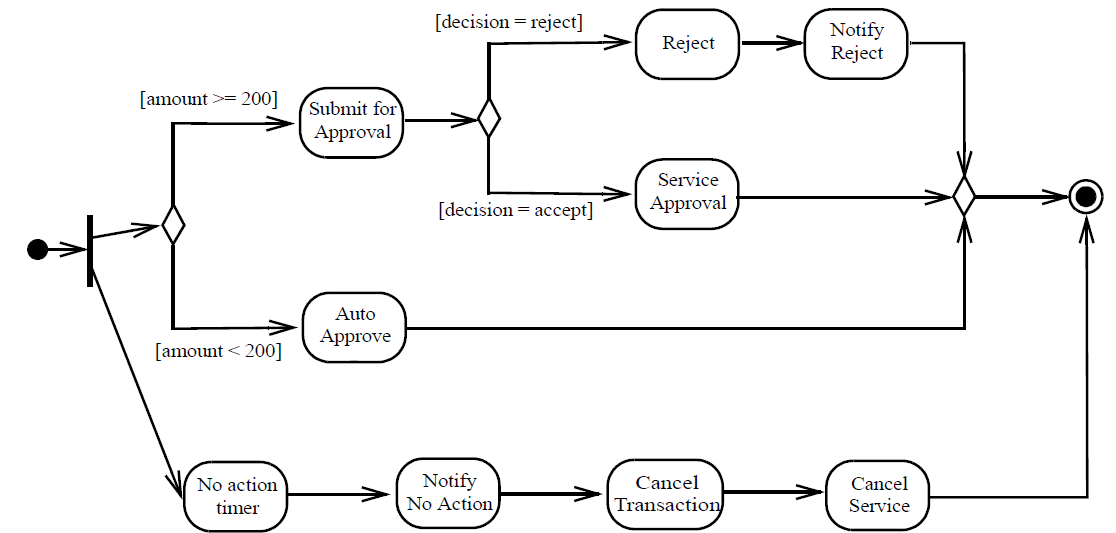 [decision = reject]
Reject
Notify
Reject
[amount >= 200]
Submit for
Approval
Service
Approval
[decision = accept]
Auto
Approve
[amount < 200]
No action
timer
Notify
No Action
Cancel
Transaction
Cancel
Service